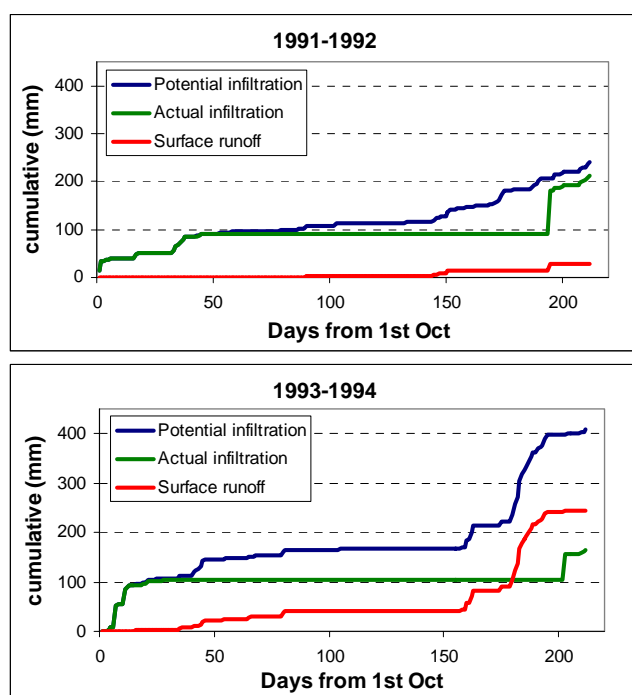 1991-1992
cumulative (mm)
400
300
200
100
0
Potential infiltration
Actual infiltration
Surface runoff
0 50 100 150 200
Days from 1st Oct
1993-1994
cumulative (mm)
400
300
200
100
0
Potential infiltration
Actual infiltration
Surface runoff
0 50 100 150 200
Days from 1st Oct